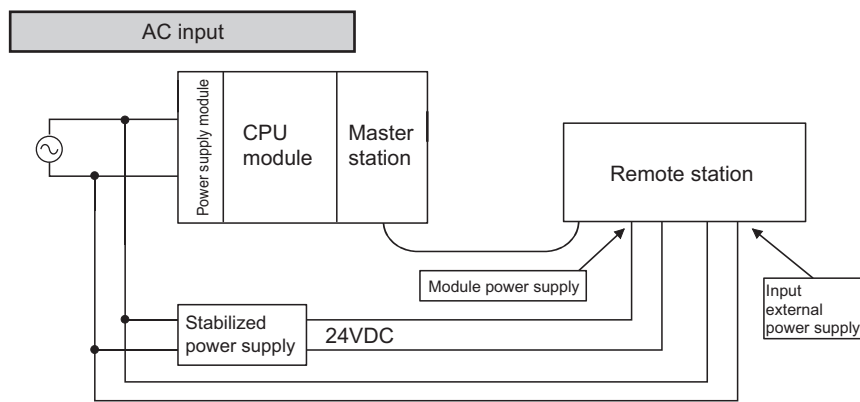 AC input
Power supply module
CPU
module
Master
station
Remote station
Module power supply
Input
external
power supply
Stabilized
power supply
24VDC